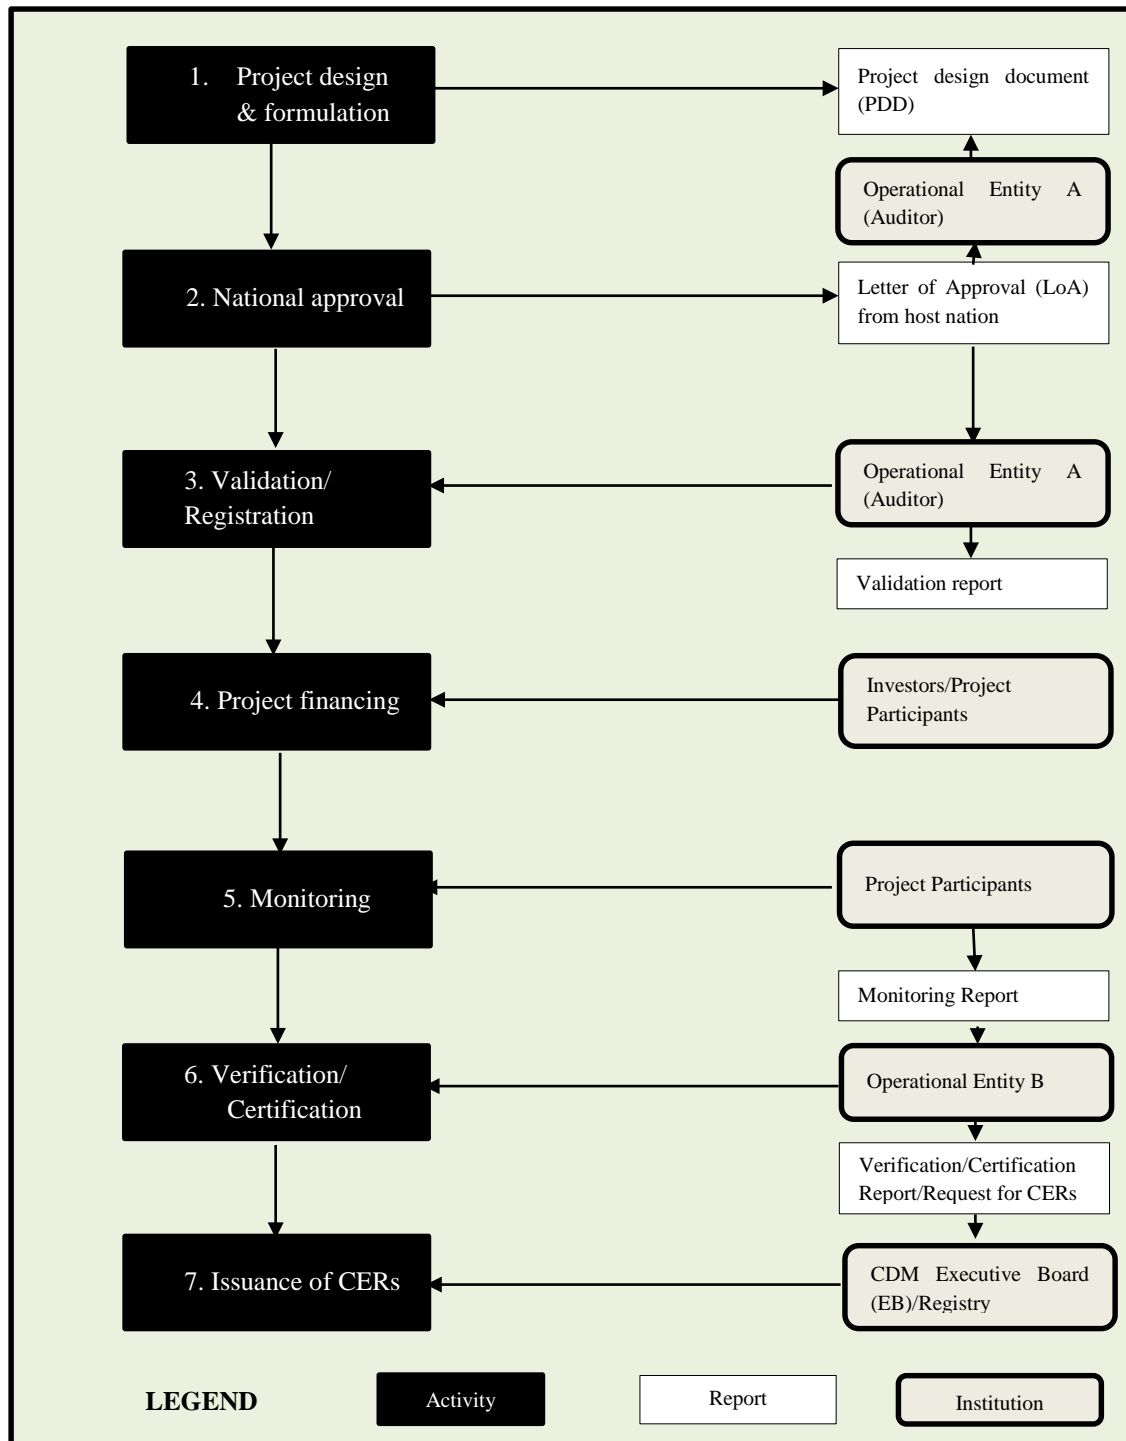 1. Project design
& formulation
Project design document
(PDD)
Operational Entity A
(Auditor)
2. National approval
Letter of Approval (LoA)
from host nation
3. Validation/
Registration
Operational Entity A
(Auditor)
Validation report
4. Project financing
Investors/Project
Participants
5. Monitoring
Project Participants
Monitoring Report
6. Verification/
Certification
Operational Entity B
Verification/Certification
Report/Request for CERs
7. Issuance of CERs
CDM Executive Board
(EB)/Registry
LEGEND
Activity
Report
Institution